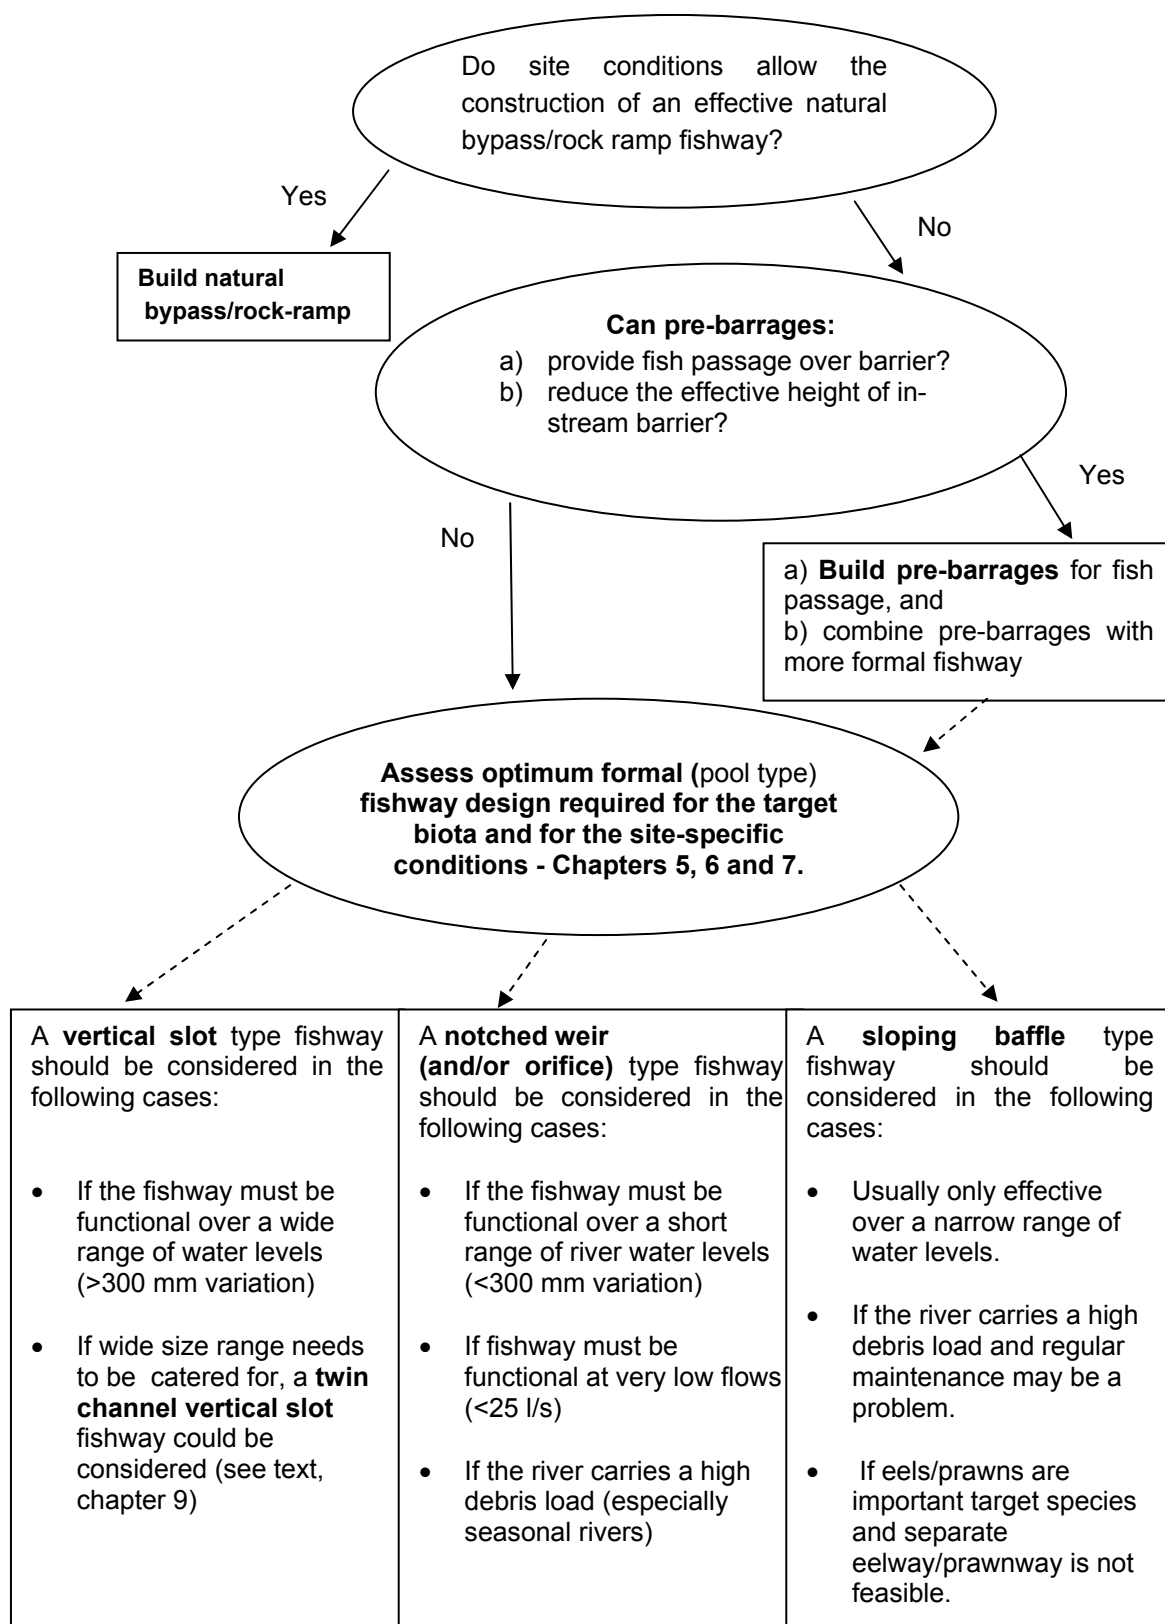 Do site conditions allow the
construction of an effective natural
bypass/rock ramp fishway?
Yes
No
Build natural
bypass/rock-ramp
Can pre-barrages:
a) provide fish passage over barrier?
b) reduce the effective height of in-
stream barrier?
Yes
No
a) Build pre-barrages for fish
passage, and
b) combine pre-barrages with
more formal fishway
Assess optimum formal (pool type)
fishway design required for the target
biota and for the site-specific
conditions - Chapters 5, 6 and 7.
A vertical slot type fishway
should be considered in the
following cases:
• If the fishway must be
functional over a wide
range of water levels
(>300 mm variation)
• If wide size range needs
to be catered for, a twin
channel vertical slot
fishway could be
considered (see text,
chapter 9)
A notched weir
(and/or orifice) type fishway
should be considered in the
following cases:
• If the fishway must be
functional over a short
range of river water levels
(<300 mm variation)
• If fishway must be
functional at very low flows
(<25 l/s)
• If the river carries a high
debris load (especially
seasonal rivers)
A sloping baffle type
fishway should be
considered in the following
cases:
• Usually only effective
over a narrow range of
water levels.
• If the river carries a high
debris load and regular
maintenance may be a
problem.
• If eels/prawns are
important target species
and separate
eelway/prawnway is not
feasible.